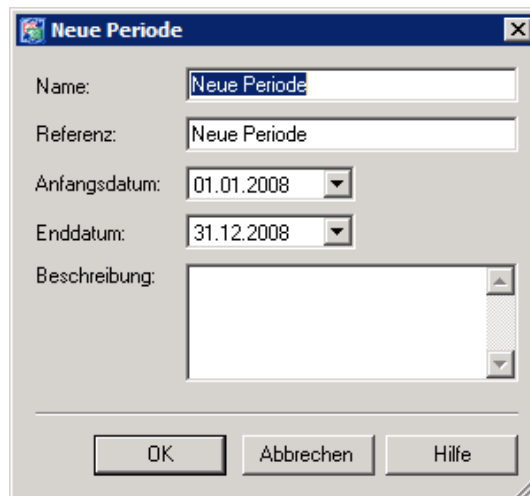 Neue Periode
Name: Neue Periode
Referenz: Neue Periode
Anfangsdatum: 01.01.2008
Enddatum: 31.12.2008
Beschreibung:
OK Abbrechen Hilfe